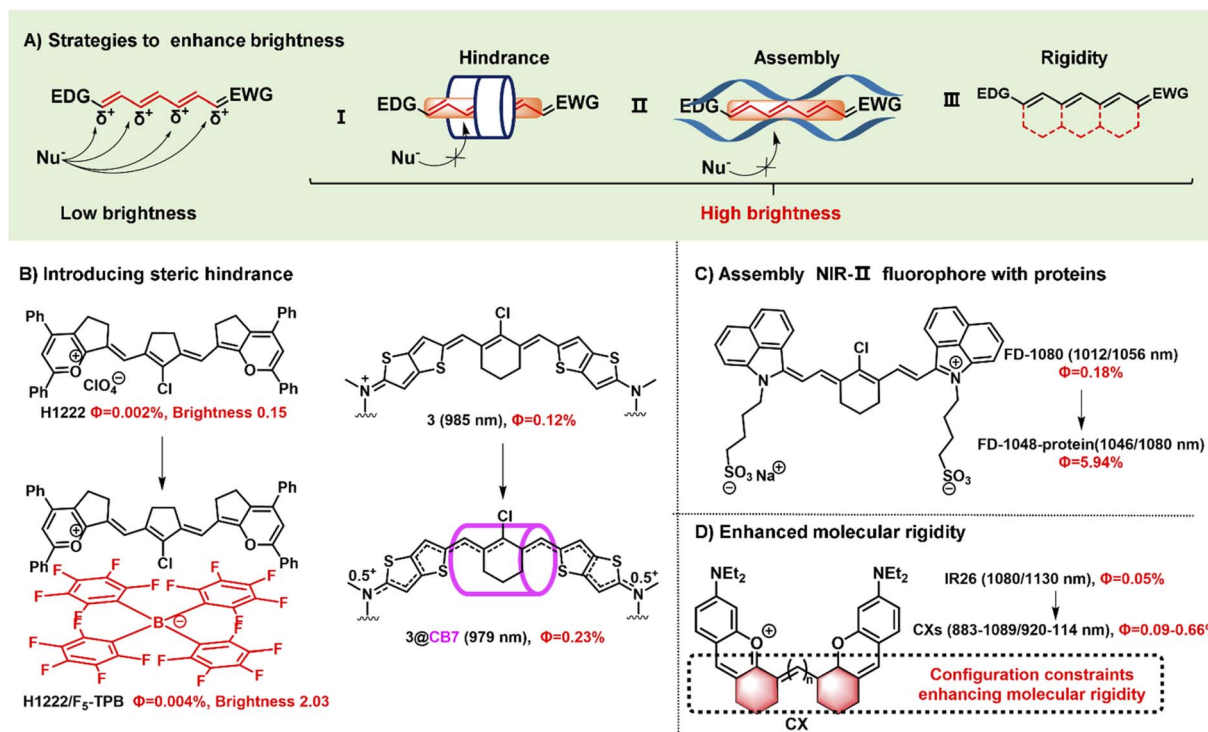 A) Strategies to enhance brightness
EDG
EWG
δ+ δ+ δ+ δ+
Nu-
Low brightness
I
Hindrance
EDG
EWG
Nu-
II
Assembly
EDG
EWG
Nu-
III
Rigidity
EDG
EWG
High brightness
B) Introducing steric hindrance
Ph
Ph
O
+
Cl
O
Ph
ClO4⊖
Ph
H1222 Φ=0.002%, Brightness 0.15
Ph
Ph
O
+
Cl
O
Ph
Ph
F F F F
F F F F
F F
B ⊖
F F
F F F F
F F F F
H1222/F5-TPB Φ=0.004%, Brightness 2.03
Cl
S S
S S
N+
N
3 (985 nm), Φ=0.12%
Cl
S S
S S
0.5+ N
N 0.5+
3@CB7 (979 nm), Φ=0.23%
C) Assembly NIR-II fluorophore with proteins
Cl
N
N ⊕
SO3 Na⊕
⊖
SO3
⊖
FD-1080 (1012/1056 nm)
Φ=0.18%
FD-1048-protein(1046/1080 nm)
Φ=5.94%
D) Enhanced molecular rigidity
NEt2
NEt2
O
+
O
n
CX
IR26 (1080/1130 nm), Φ=0.05%
CXs (883-1089/920-114 nm), Φ=0.09-0.66%
Configuration constraints
enhancing molecular rigidity